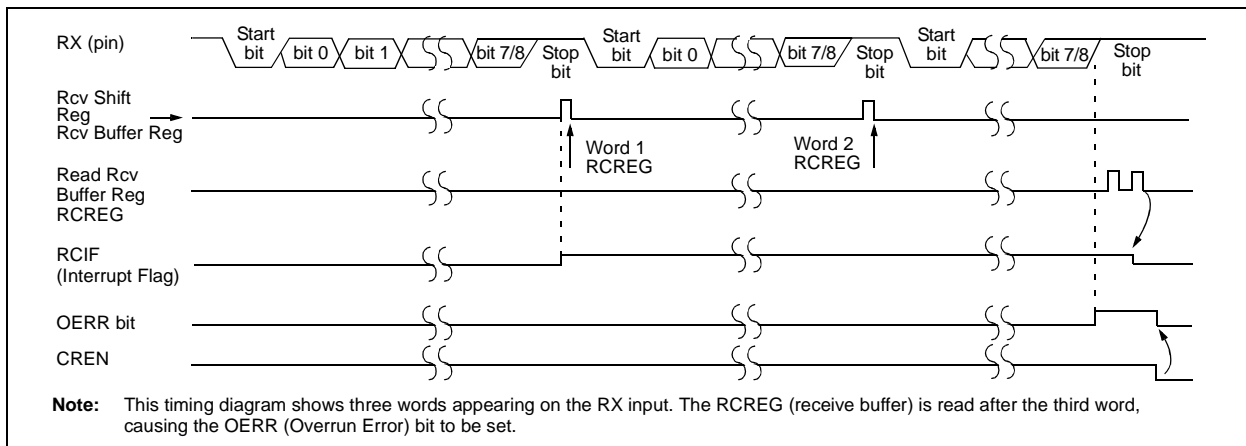 RX (pin)
Start bit
bit 0
bit 1
bit 7/8
Stop bit
Start bit
bit 0
bit 7/8
Stop bit
Start bit
bit 7/8
Stop bit
Rcv Shift
Reg
Rcv Buffer Reg
Word 1
RCREG
Word 2
RCREG
Read Rcv
Buffer Reg
RCREG
RCIF
(Interrupt Flag)
OERR bit
CREN
Note: This timing diagram shows three words appearing on the RX input. The RCREG (receive buffer) is read after the third word,
causing the OERR (Overrun Error) bit to be set.